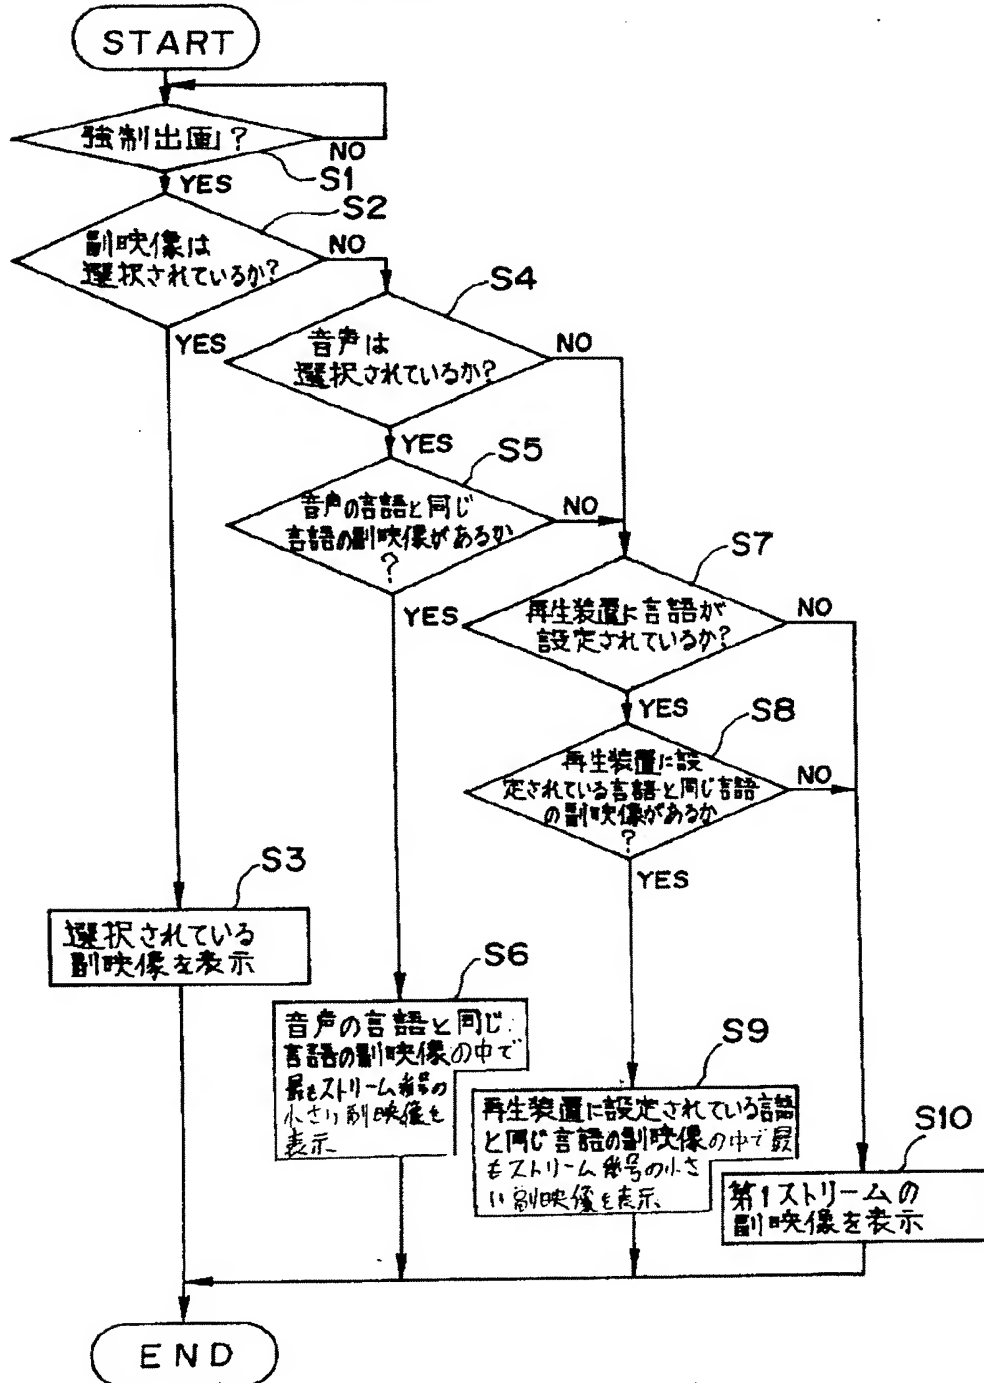 START
強制出画?
NO
S1
YES
S2
副映像は
選択されているか?
NO
YES
S4
音声は
選択されているか?
NO
YES
S5
音声の言語と同じ
言語の副映像があるか
?
NO
YES
S7
再生装置に言語が
設定されているか?
NO
YES
S8
再生装置に設
定されている言語と同じ言語
の副映像があるか
?
NO
YES
S3
選択されている
副映像を表示
S6
音声の言語と同じ
言語の副映像の中で
最もストリーム番号の
小さい副映像を
表示
S9
再生装置に設定されている言語
と同じ言語の副映像の中で最
もストリーム番号の小さ
い副映像を表示
S10
第1ストリームの
副映像を表示
END